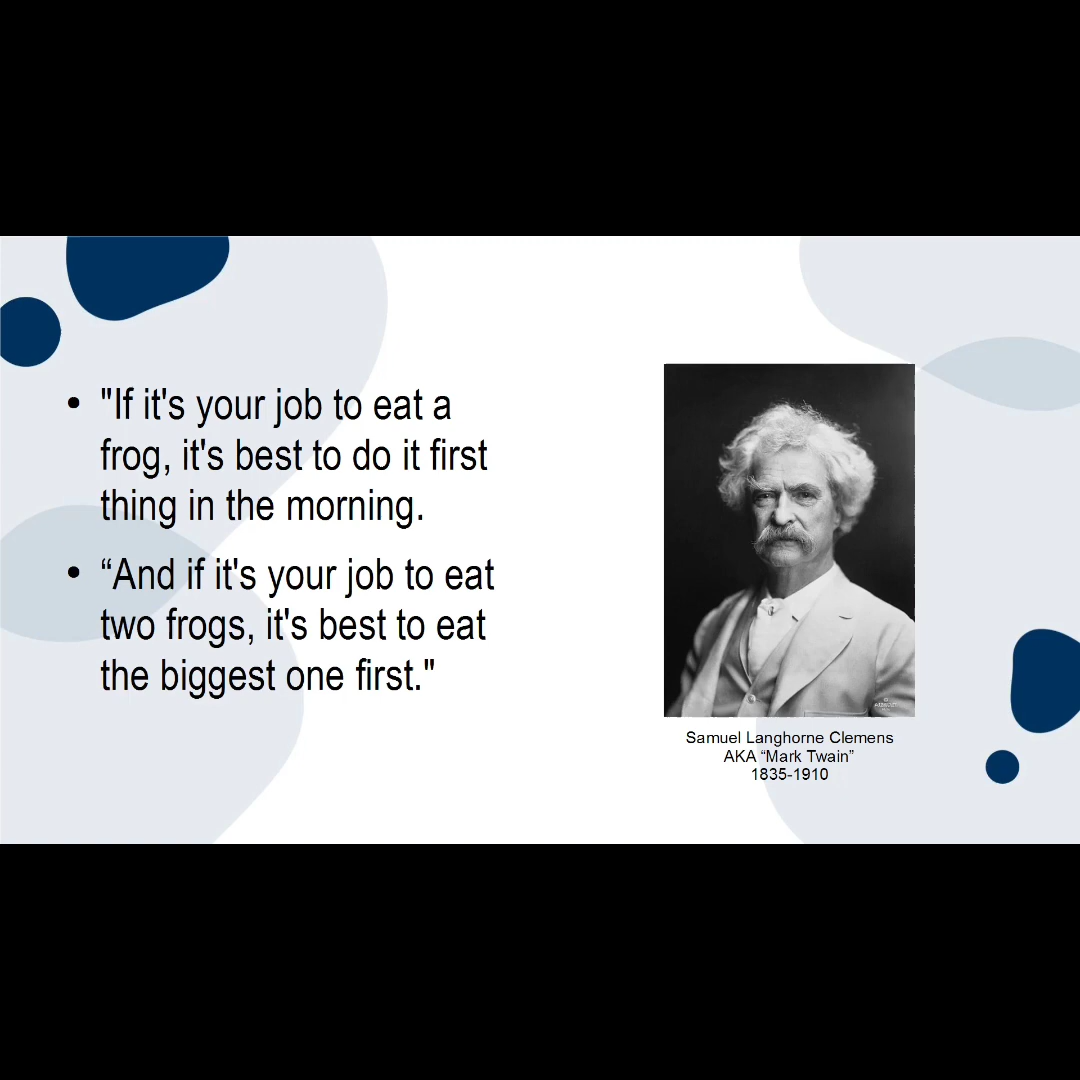 "If it's your job to eat a
frog, it's best to do it first
thing in the morning.
“And if it's your job to eat
two frogs, it's best to eat
the biggest one first."
Samuel Langhorne Clemens
AKA “Mark Twain”
1835-1910